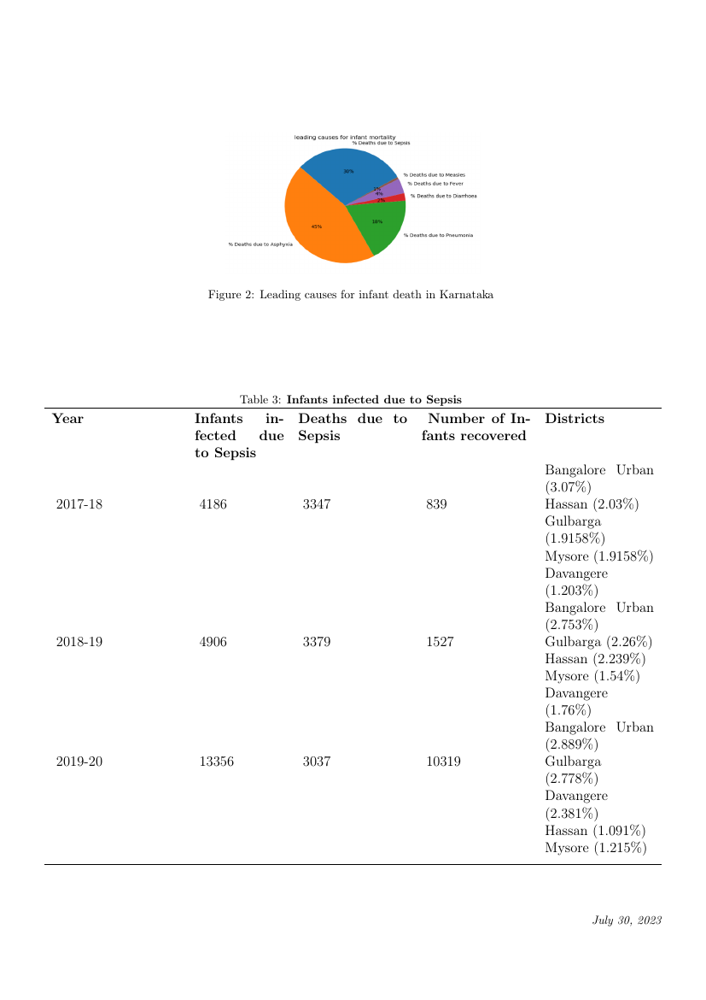 leading causes for infant mortality
% Deaths due to Sepsis
30%
% Deaths due to Measles
1%
% Deaths due to Fever
4%
% Deaths due to Diarrhoea
2%
18%
45%
% Deaths due to Pneumonia
% Deaths due to Asphyxia
Figure 2: Leading causes for infant death in Karnataka
Table 3: Infants infected due to Sepsis
Year Infants in- Deaths due to Number of In- Districts
fected due Sepsis fants recovered
to Sepsis
Bangalore Urban
(3.07%)
2017-18 4186 3347 839 Hassan (2.03%)
Gulbarga
(1.9158%)
Mysore (1.9158%)
Davangere
(1.203%)
Bangalore Urban
(2.753%)
2018-19 4906 3379 1527 Gulbarga (2.26%)
Hassan (2.239%)
Mysore (1.54%)
Davangere
(1.76%)
Bangalore Urban
(2.889%)
2019-20 13356 3037 10319 Gulbarga
(2.778%)
Davangere
(2.381%)
Hassan (1.091%)
Mysore (1.215%)
July 30, 2023